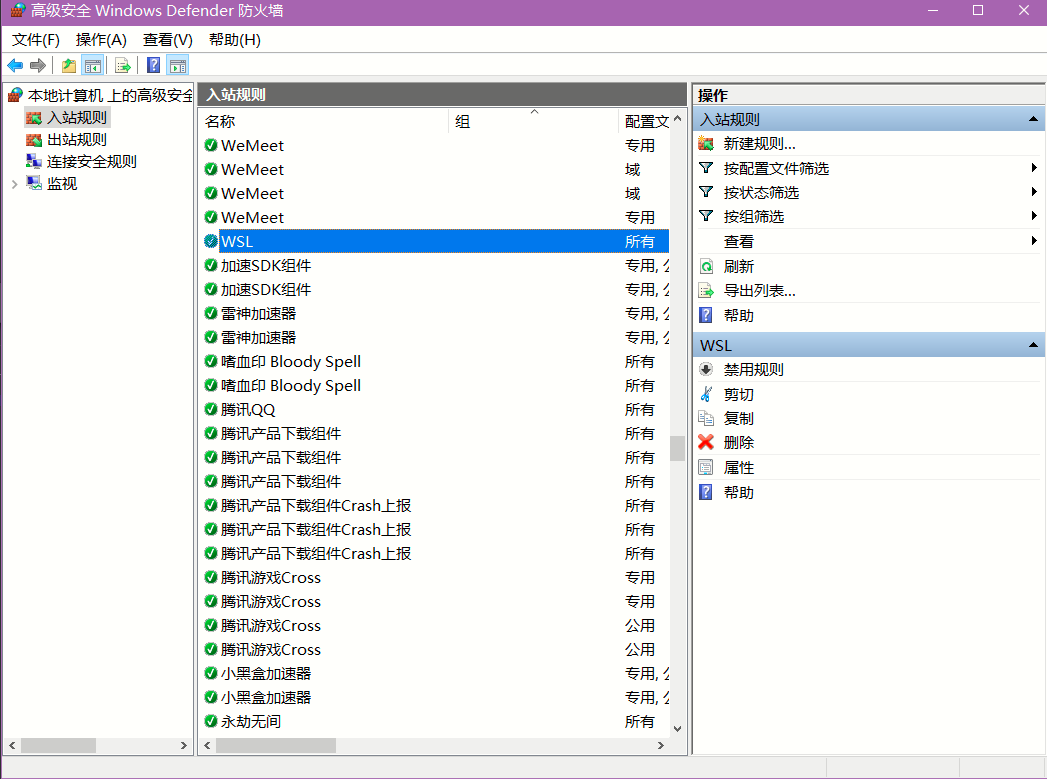 高级安全 Windows Defender 防火墙
文件(F) 操作(A) 查看(V) 帮助(H)
本地计算机 上的高级安全
入站规则
出站规则
连接安全规则
监视
入站规则
名称 组 配置文
WeMeet 专用
WeMeet 域
WeMeet 域
WeMeet 专用
WSL 所有
加速SDK组件 专用, 公
加速SDK组件 专用, 公
雷神加速器 专用, 公
雷神加速器 专用, 公
嗜血印 Bloody Spell 所有
嗜血印 Bloody Spell 所有
腾讯QQ 所有
腾讯产品下载组件 所有
腾讯产品下载组件 所有
腾讯产品下载组件 所有
腾讯产品下载组件Crash上报 所有
腾讯产品下载组件Crash上报 所有
腾讯产品下载组件Crash上报 所有
腾讯游戏Cross 专用
腾讯游戏Cross 专用
腾讯游戏Cross 公用
腾讯游戏Cross 公用
小黑盒加速器 专用, 公
小黑盒加速器 专用, 公
永劫无间 所有
操作
入站规则
新建规则...
按配置文件筛选
按状态筛选
按组筛选
查看
刷新
导出列表...
帮助
WSL
禁用规则
剪切
复制
删除
属性
帮助